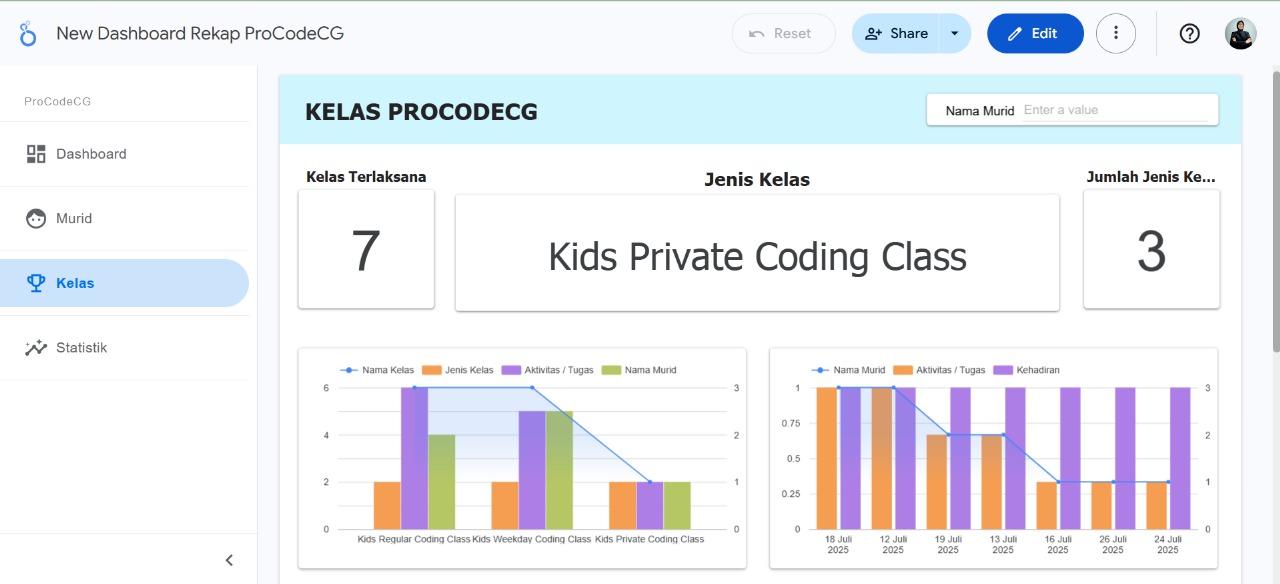 New Dashboard Rekap ProCodeCG
Reset
Share
Edit
ProCodeCG
Dashboard
Murid
Kelas
Statistik
KELAS PROCODECG
Nama Murid Enter a value
Kelas Terlaksana
7
Jenis Kelas
Kids Private Coding Class
Jumlah Jenis Ke...
3
Nama Kelas Jenis Kelas Aktivitas / Tugas Nama Murid
6
4
2
0
3
2
1
0
Kids Regular Coding Class Kids Weekday Coding Class Kids Private Coding Class
Nama Murid Aktivitas / Tugas Kehadiran
1
0.75
0.5
0.25
0
3
2
1
0
18 Juli 2025
12 Juli 2025
19 Juli 2025
13 Juli 2025
16 Juli 2025
26 Juli 2025
24 Juli 2025